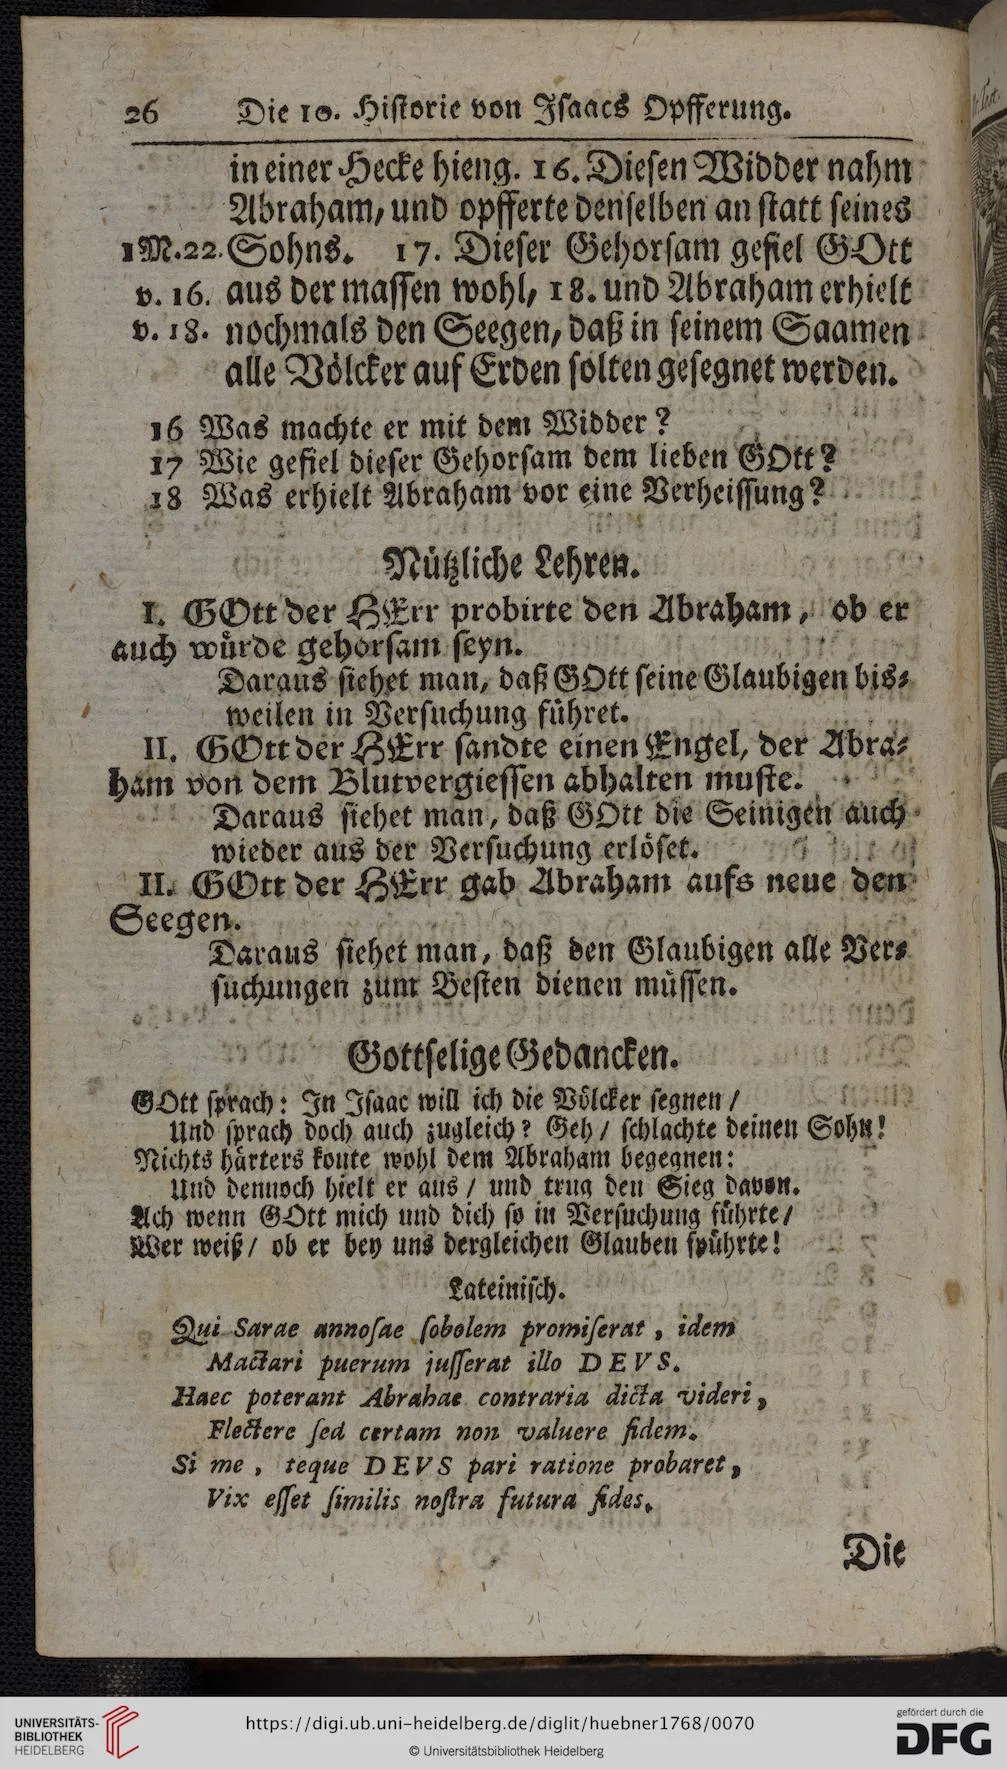 26 Die 10. Historie von Isaacs Opfferung.
in einer Hecke hieng. 16. Diesen Widder nahm
Abraham, und opfferte denselben an statt seines
1 M. 22. Sohns. 17. Dieser Gehorsam gefiel GOtt
v. 16. aus der massen wohl, 18. und Abraham erhielt
v. 18. nochmals den Seegen, daß in seinem Saamen
alle Völcker auf Erden solten gesegnet werden.
16 Was machte er mit dem Widder?
17 Wie gefiel dieser Gehorsam dem lieben GOtt?
18 Was erhielt Abraham vor eine Verheissung?
Nützliche Lehren.
I. GOtt der HErr probirte den Abraham, ob er
auch würde gehorsam seyn.
Daraus siehet man, daß GOtt seine Glaubigen bis-
weilen in Versuchung führet.
II. GOtt der HErr sandte einen Engel, der Abra-
ham von dem Blutvergiessen abhalten muste.
Daraus siehet man, daß GOtt die Seinigen auch
wieder aus der Versuchung erlöset.
II. GOtt der HErr gab Abraham aufs neue den
Seegen.
Daraus siehet man, daß den Glaubigen alle Ver-
suchungen zum Besten dienen müssen.
Gottselige Gedancken.
GOtt sprach: In Isaac will ich die Völcker segnen /
Und sprach doch auch zugleich? Geh / schlachte deinen Sohn!
Nichts härters konte wohl dem Abraham begegnen:
Und dennoch hielt er aus / und trug den Sieg davon.
Ach wenn GOtt mich und dich so in Versuchung führte /
Wer weiß / ob er bey uns dergleichen Glauben spührte!
Lateinisch.
Qui Sarae annosae sobolem promiserat, idem
Mactari puerum jusserat illo DEVS.
Haec poterant Abrahae contraria dicta videri,
Flectere sed certam non valuere fidem.
Si me, teque DEVS pari ratione probaret,
Vix esset similis nostra futura fides.
Die
UNIVERSITÄTS-
BIBLIOTHEK
HEIDELBERG
https://digi.ub.uni-heidelberg.de/diglit/huebner1768/0070
© Universitätsbibliothek Heidelberg
gefördert durch die
DFG